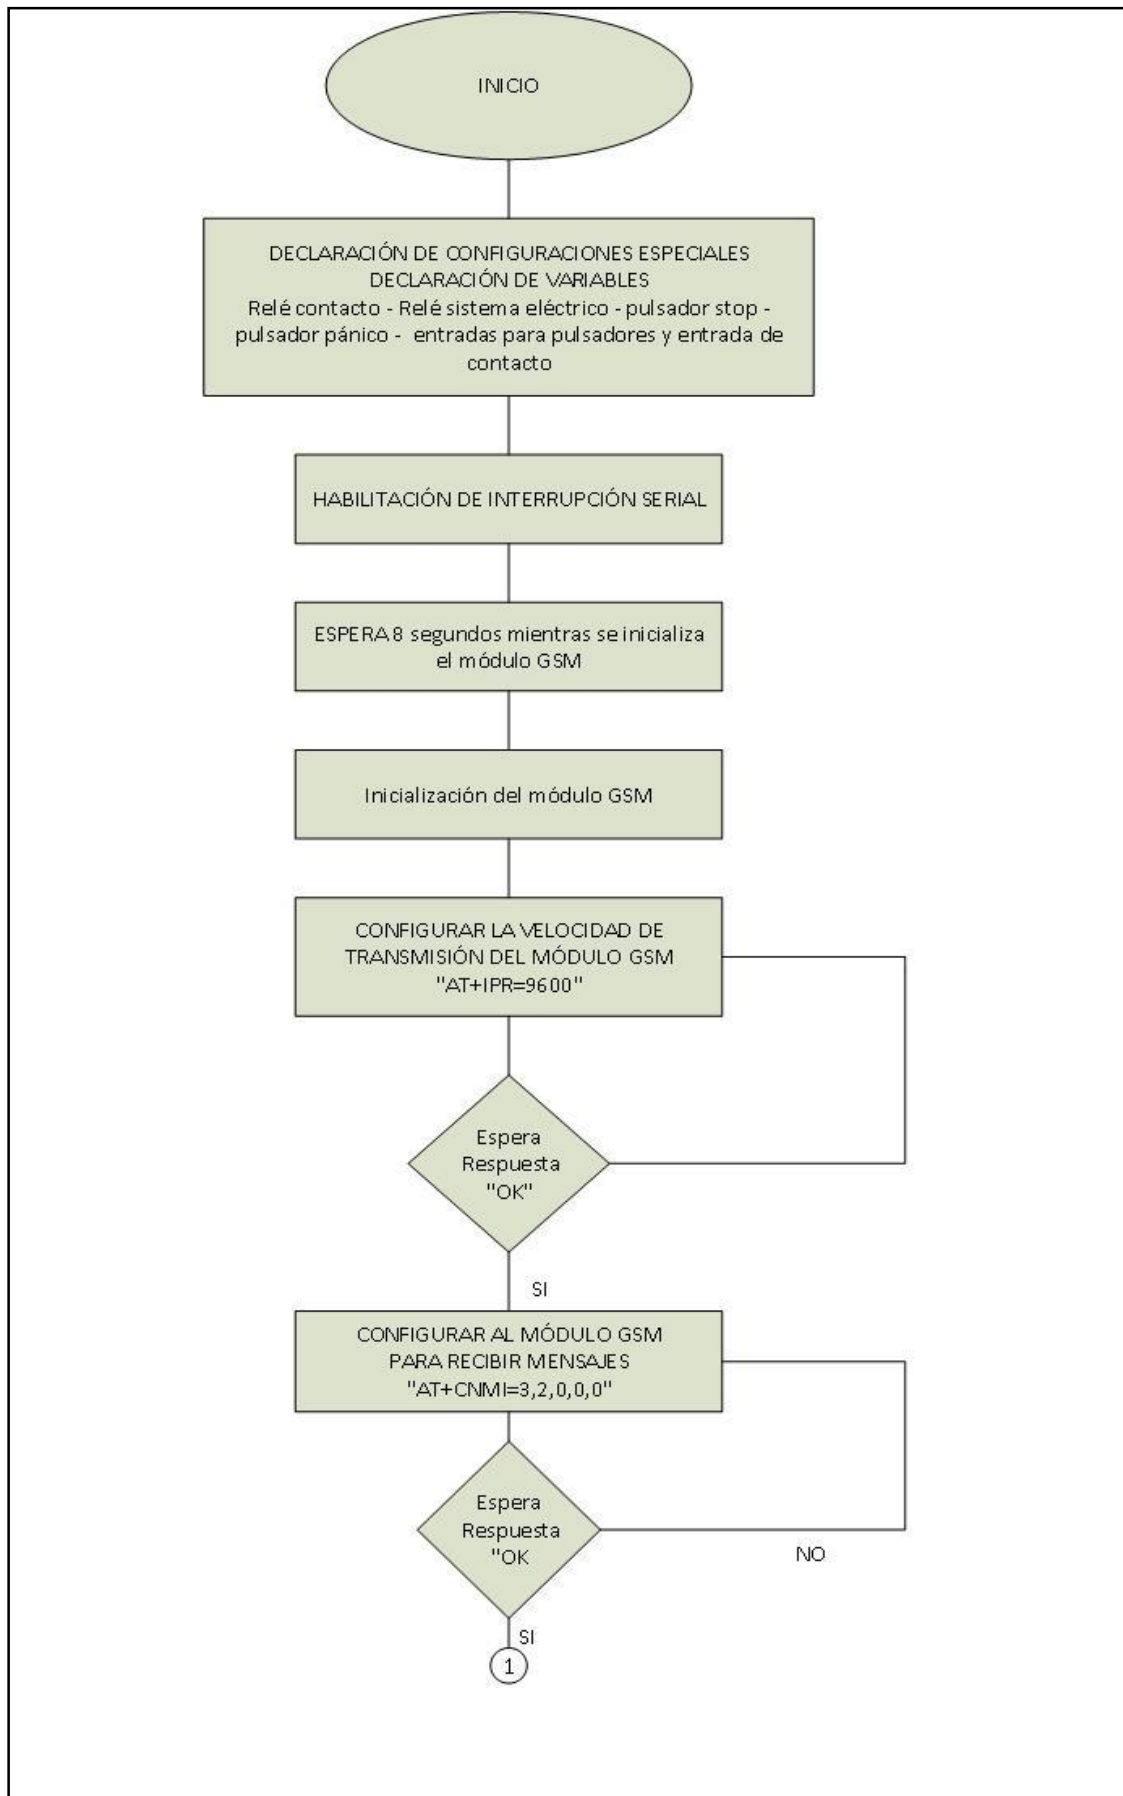 INICIO
DECLARACIÓN DE CONFIGURACIONES ESPECIALES
DECLARACIÓN DE VARIABLES
Relé contacto - Relé sistema eléctrico - pulsador stop -
pulsador pánico - entradas para pulsadores y entrada de
contacto
HABILITACIÓN DE INTERRUPCIÓN SERIAL
ESPERA 8 segundos mientras se inicializa
el módulo GSM
Inicialización del módulo GSM
CONFIGURAR LA VELOCIDAD DE
TRANSMISIÓN DEL MÓDULO GSM
"AT+IPR=9600"
Espera
Respuesta
"OK"
SI
CONFIGURAR AL MÓDULO GSM
PARA RECIBIR MENSAJES
"AT+CNMI=3,2,0,0,0"
Espera
Respuesta
"OK
NO
SI
1